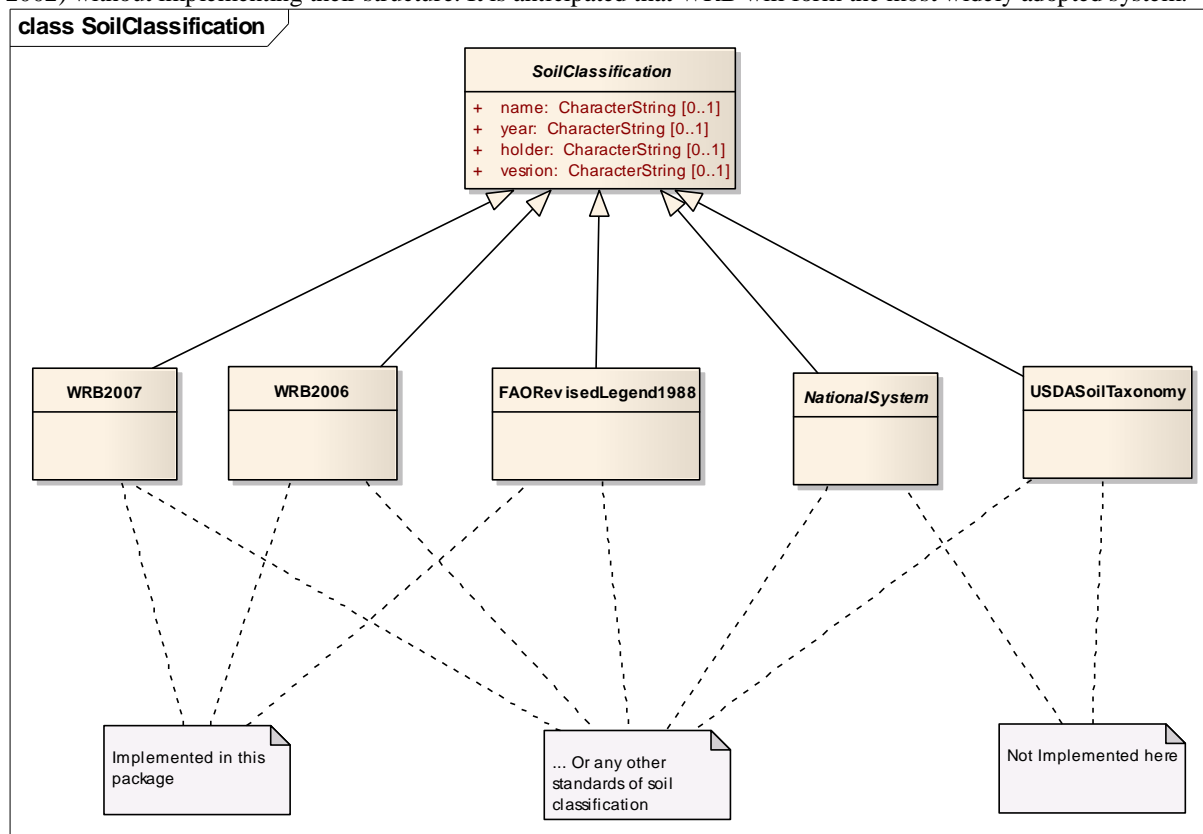 2002) without implementing their structure. It is anticipated that WRB will form the most widely adopted system.
class SoilClassification
SoilClassification
+ name: CharacterString [0..1]
+ year: CharacterString [0..1]
+ holder: CharacterString [0..1]
+ vesrion: CharacterString [0..1]
WRB2007
WRB2006
FAORevisedLegend1988
NationalSystem
USDASoilTaxonomy
Implemented in this
package
... Or any other
standards of soil
classification
Not Implemented here